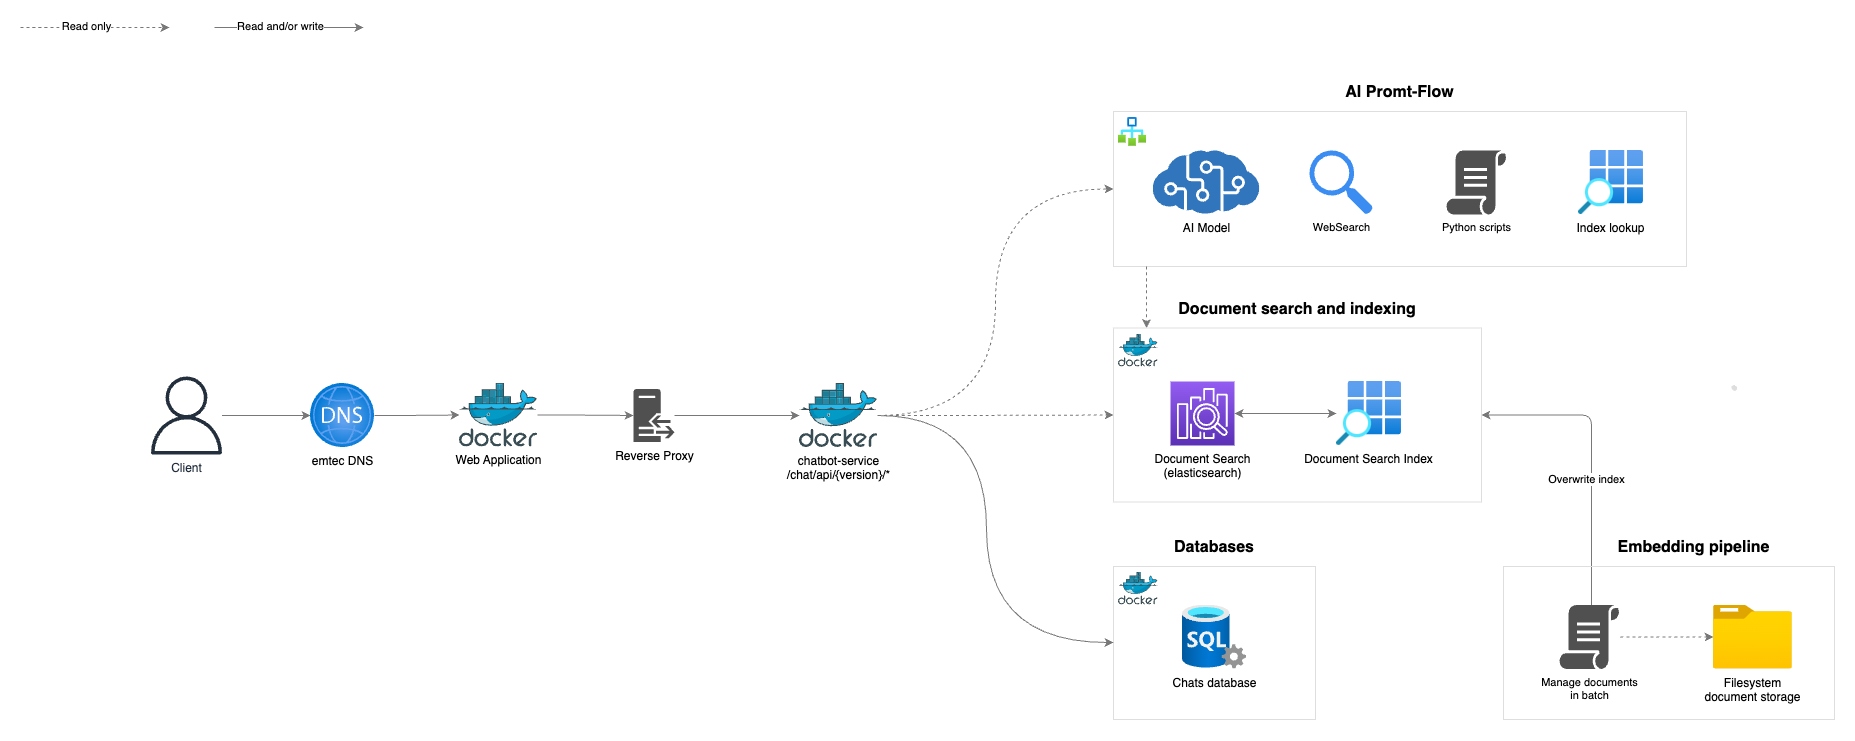 Read only
Read and/or write
AI Promt-Flow
AI Model
WebSearch
Python scripts
Index lookup
Document search and indexing
docker
Document Search
(elasticsearch)
Document Search Index
Client
DNS
emtec DNS
docker
Web Application
Reverse Proxy
docker
chatbot-service
/chat/api/{version}/*
Overwrite index
Databases
docker
SQL
Chats database
Embedding pipeline
Manage documents
in batch
Filesystem
document storage